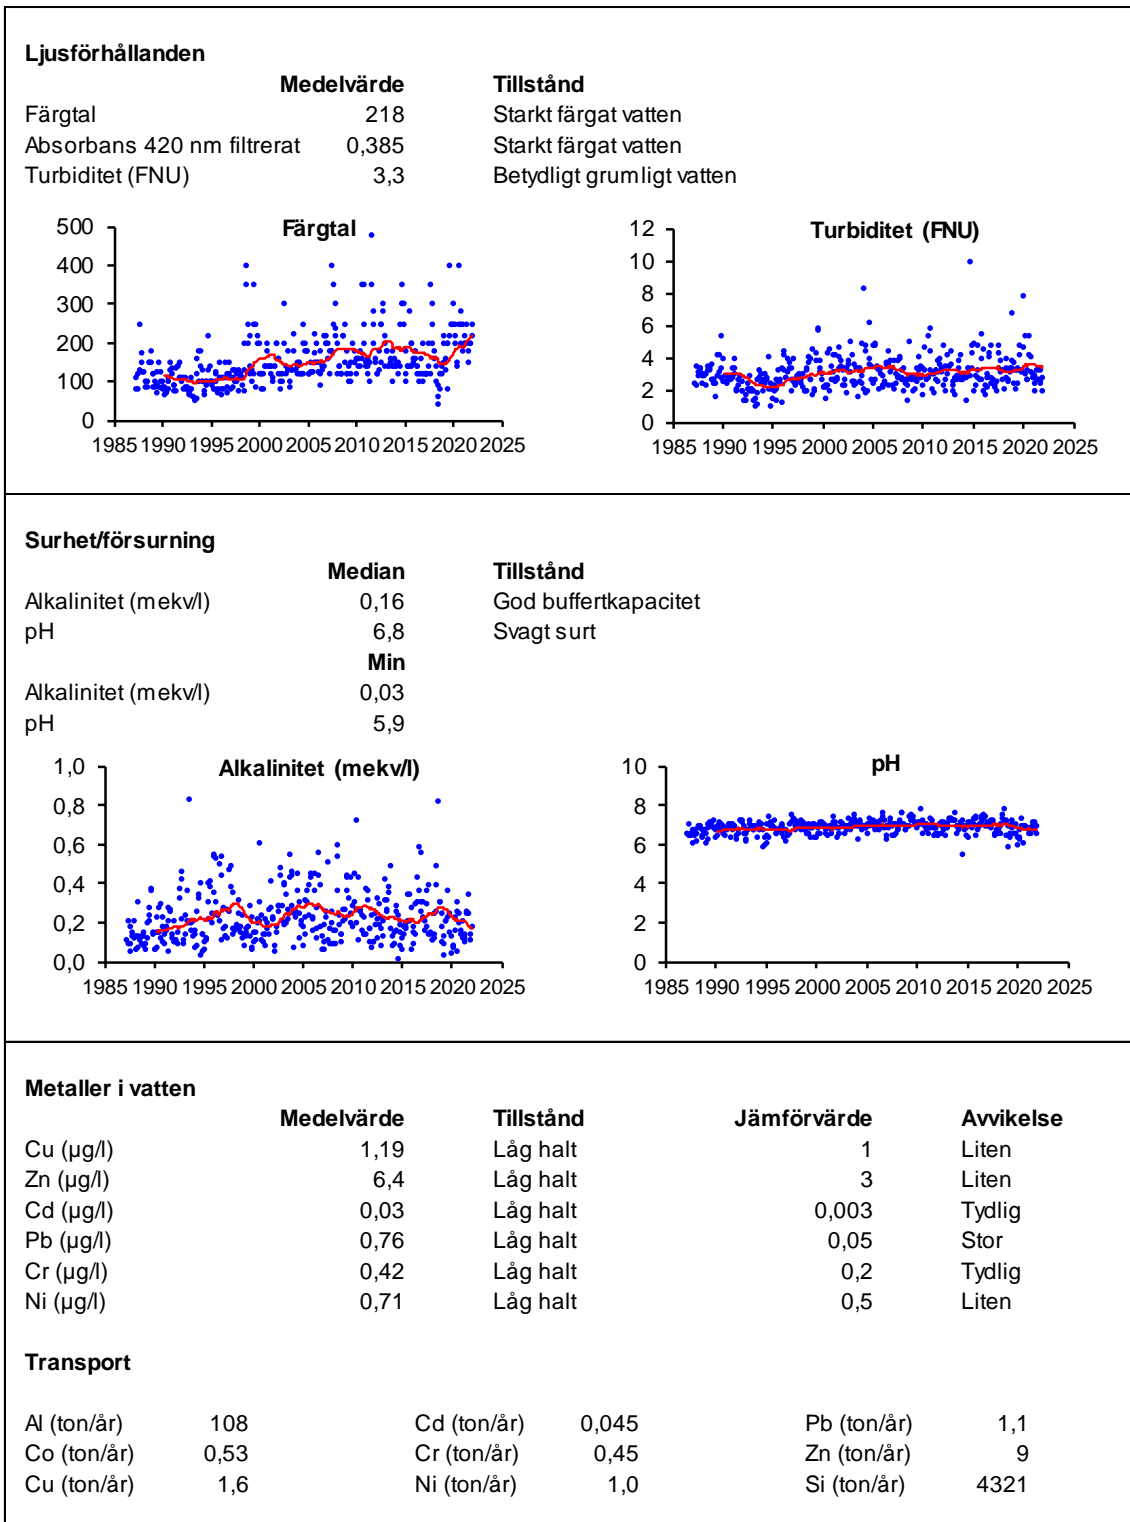 Ljusförhållanden
Medelvärde Tillstånd
Färgtal 218 Starkt färgat vatten
Absorbans 420 nm filtrerat 0,385 Starkt färgat vatten
Turbiditet (FNU) 3,3 Betydligt grumligt vatten
Färgtal
500
400
300
200
100
0
1985 1990 1995 2000 2005 2010 2015 2020 2025
Turbiditet (FNU)
12
10
8
6
4
2
0
1985 1990 1995 2000 2005 2010 2015 2020 2025
Surhet/försurning
Median Tillstånd
Alkalinitet (mekv/l) 0,16 God buffertkapacitet
pH 6,8 Svagt surt
Min
Alkalinitet (mekv/l) 0,03
pH 5,9
Alkalinitet (mekv/l)
1,0
0,8
0,6
0,4
0,2
0,0
1985 1990 1995 2000 2005 2010 2015 2020 2025
pH
10
8
6
4
2
0
1985 1990 1995 2000 2005 2010 2015 2020 2025
Metaller i vatten
Medelvärde Tillstånd Jämförvärde Avvikelse
Cu (µg/l) 1,19 Låg halt 1 Liten
Zn (µg/l) 6,4 Låg halt 3 Liten
Cd (µg/l) 0,03 Låg halt 0,003 Tydlig
Pb (µg/l) 0,76 Låg halt 0,05 Stor
Cr (µg/l) 0,42 Låg halt 0,2 Tydlig
Ni (µg/l) 0,71 Låg halt 0,5 Liten
Transport
Al (ton/år) 108 Cd (ton/år) 0,045 Pb (ton/år) 1,1
Co (ton/år) 0,53 Cr (ton/år) 0,45 Zn (ton/år) 9
Cu (ton/år) 1,6 Ni (ton/år) 1,0 Si (ton/år) 4321